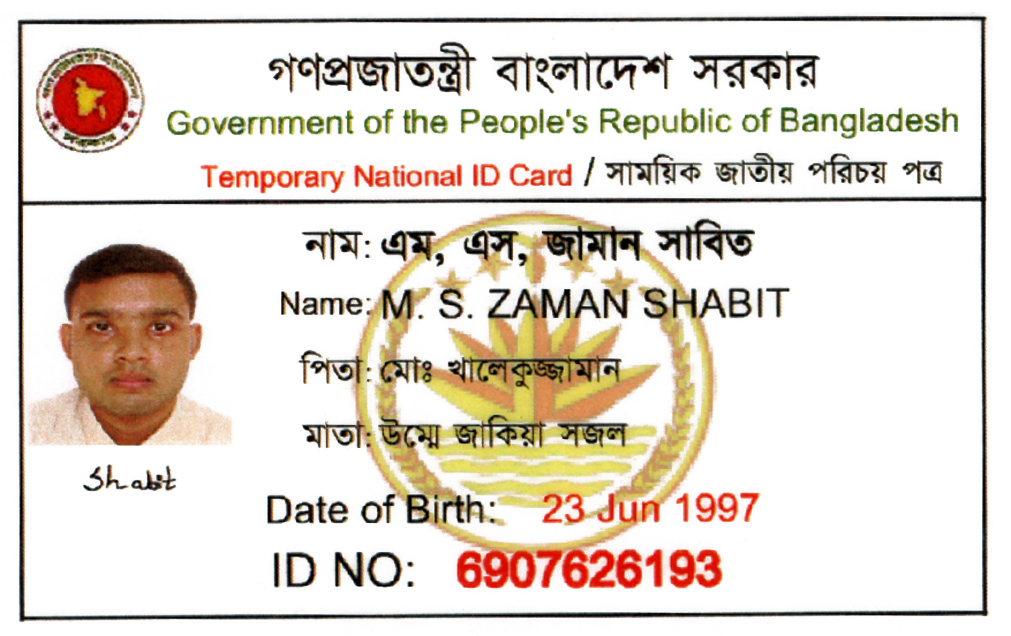 গণপ্রজাতন্ত্রী বাংলাদেশ সরকার
Government of the People's Republic of Bangladesh
Temporary National ID Card / সাময়িক জাতীয় পরিচয় পত্র
নাম: এম, এস, জামান সাবিত
Name: M. S. ZAMAN SHABIT
পিতা: মোঃ খালেকুজ্জামান
মাতা: উম্মে জাকিয়া সজল
Shabit
Date of Birth: 23 Jun 1997
ID NO: 6907626193